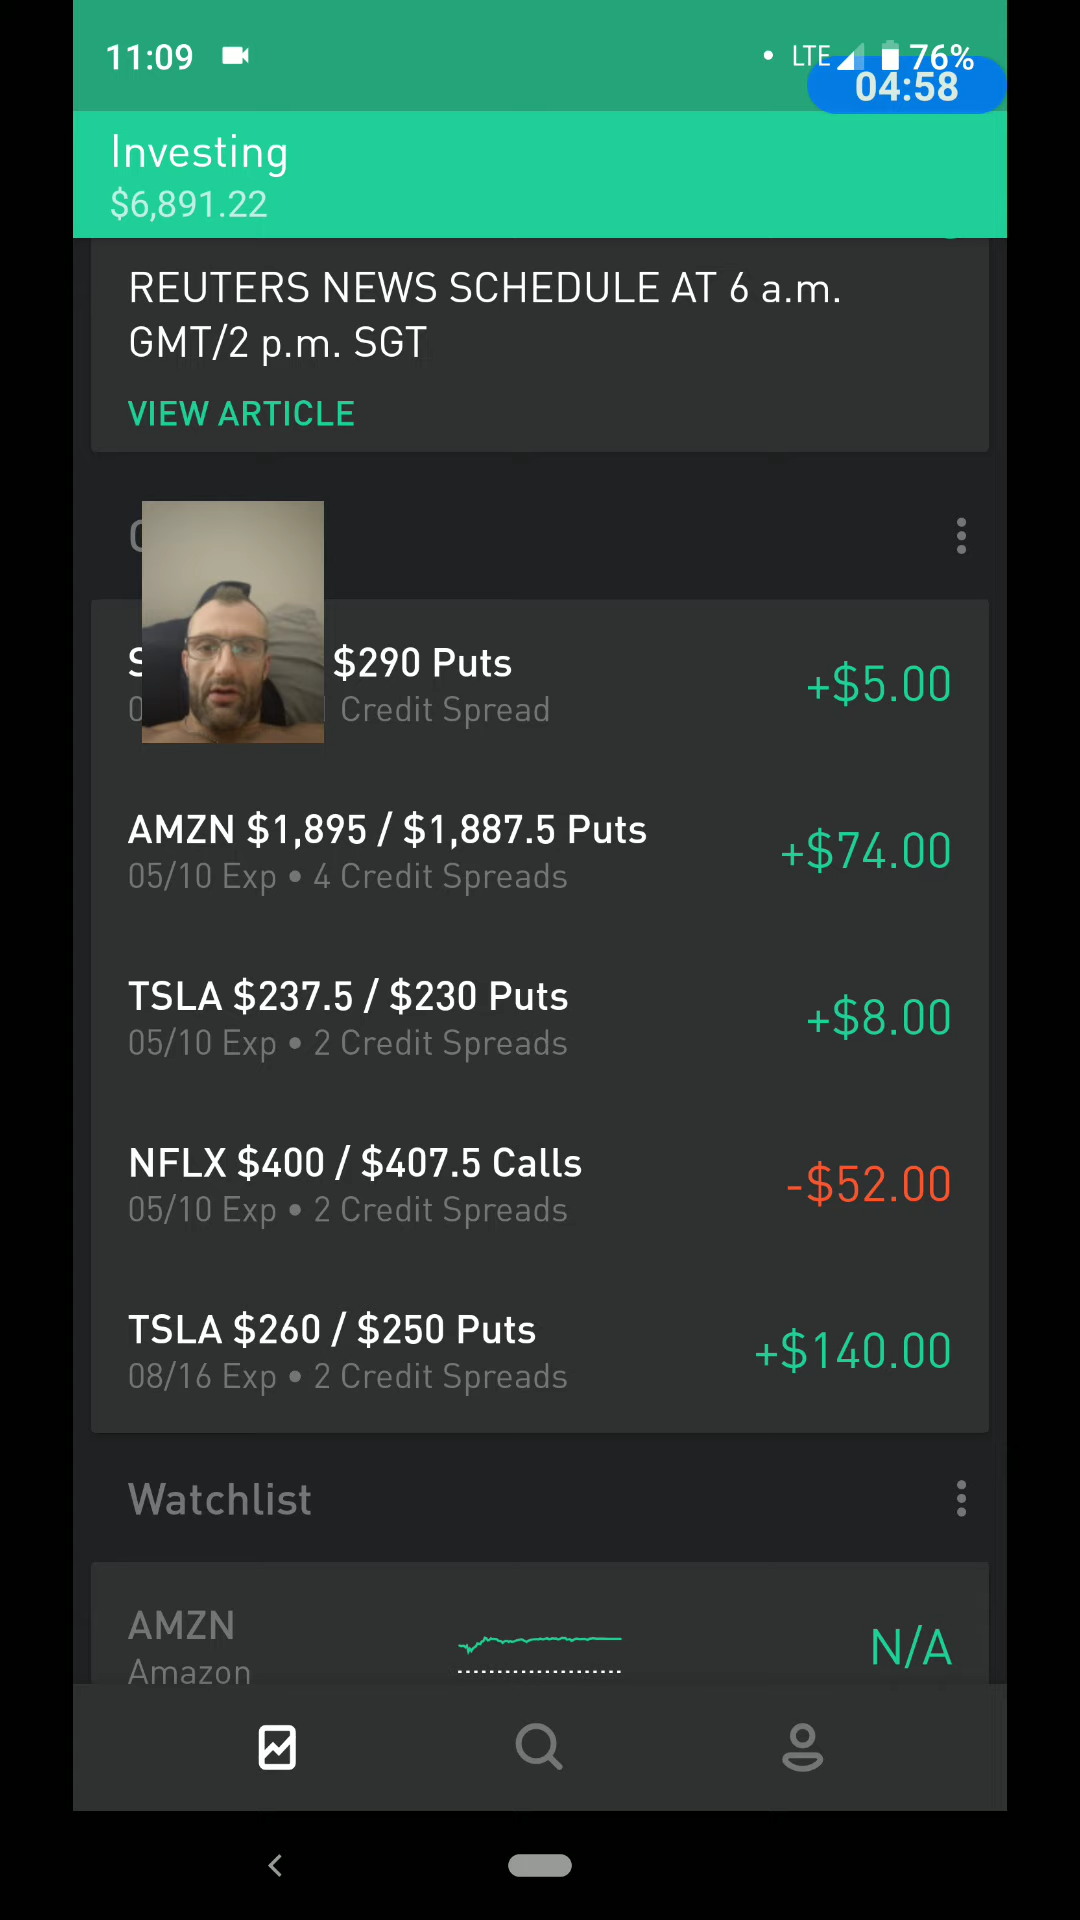 11:09
LTE 76%
04:58
Investing
$6,891.22
REUTERS NEWS SCHEDULE AT 6 a.m.
GMT/2 p.m. SGT
VIEW ARTICLE
$290 Puts
+$5.00
Credit Spread
AMZN $1,895 / $1,887.5 Puts
+$74.00
05/10 Exp • 4 Credit Spreads
TSLA $237.5 / $230 Puts
+$8.00
05/10 Exp • 2 Credit Spreads
NFLX $400 / $407.5 Calls
-$52.00
05/10 Exp • 2 Credit Spreads
TSLA $260 / $250 Puts
+$140.00
08/16 Exp • 2 Credit Spreads
Watchlist
AMZN
N/A
Amazon